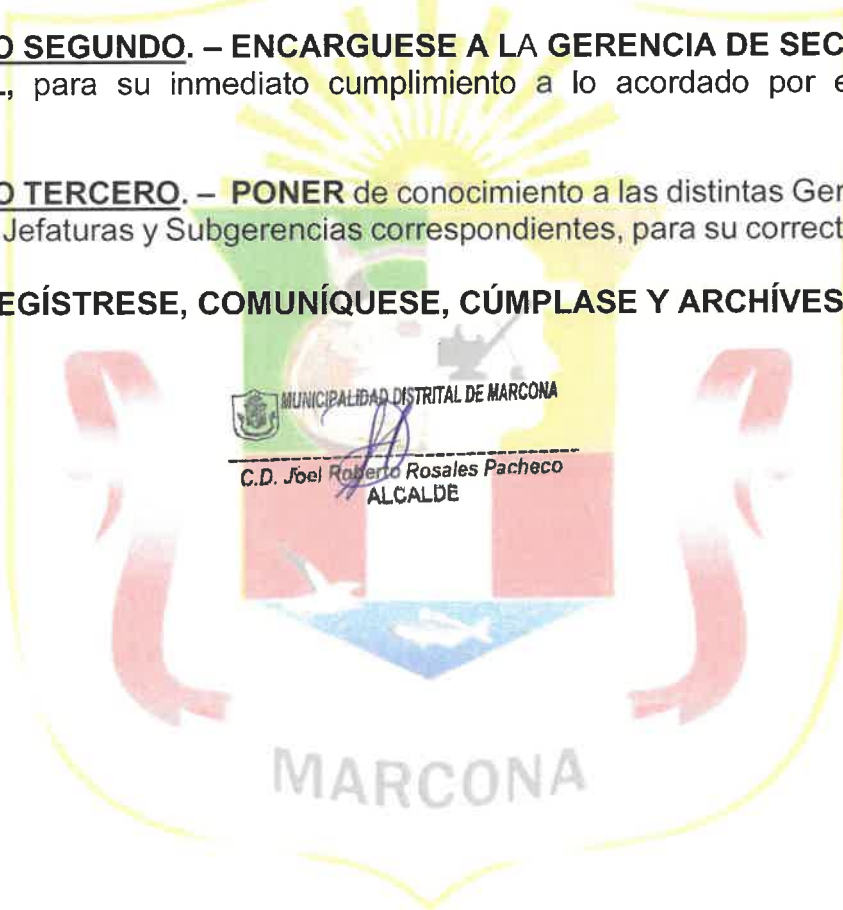 O SEGUNDO. – ENCARGUESE A LA GERENCIA DE SEC
L, para su inmediato cumplimiento a lo acordado por e
O TERCERO. – PONER de conocimiento a las distintas Ger
Jefaturas y Subgerencias correspondientes, para su correct
EGÍSTRESE, COMUNÍQUESE, CÚMPLASE Y ARCHÍVES
MUNICIPALIDAD DISTRITAL DE MARCONA
C.D. Joel Roberto Rosales Pacheco
ALCALDE
MARCONA